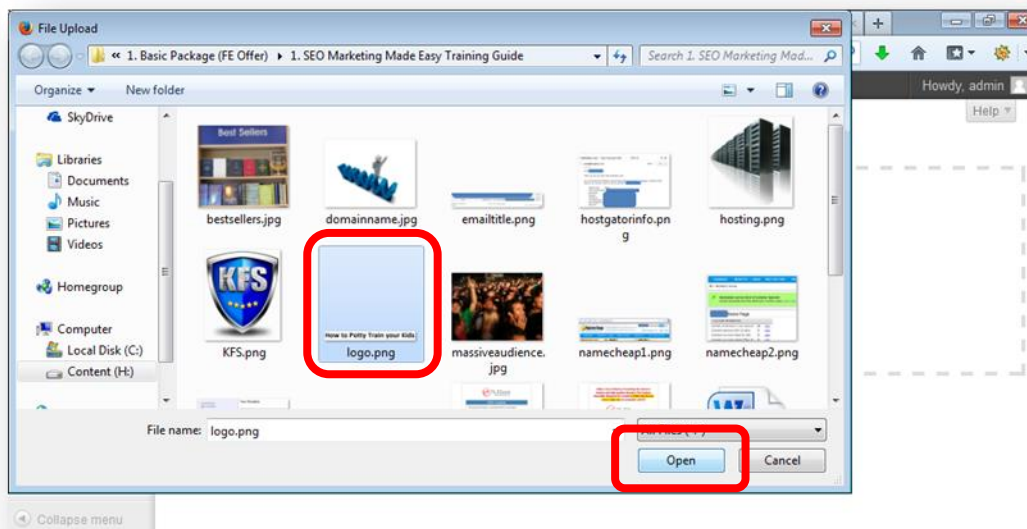 File Upload
« 1. Basic Package (FE Offer) ▸ 1. SEO Marketing Made Easy Training Guide
Search 1. SEO Marketing Mad...
Organize
New folder
Howdy, admin
Help
SkyDrive
Libraries
Documents
Music
Pictures
Videos
Homegroup
Computer
Local Disk (C:)
Content (H:)
Best Sellers
bestsellers.jpg
domainname.jpg
emailtitle.png
hostgatorinfo.pn
g
hosting.png
KFS
KFS.png
How to Potty Train your Kids
logo.png
massiveaudience.
jpg
namecheap1.png
namecheap2.png
File name: logo.png
Open
Cancel
Collapse menu